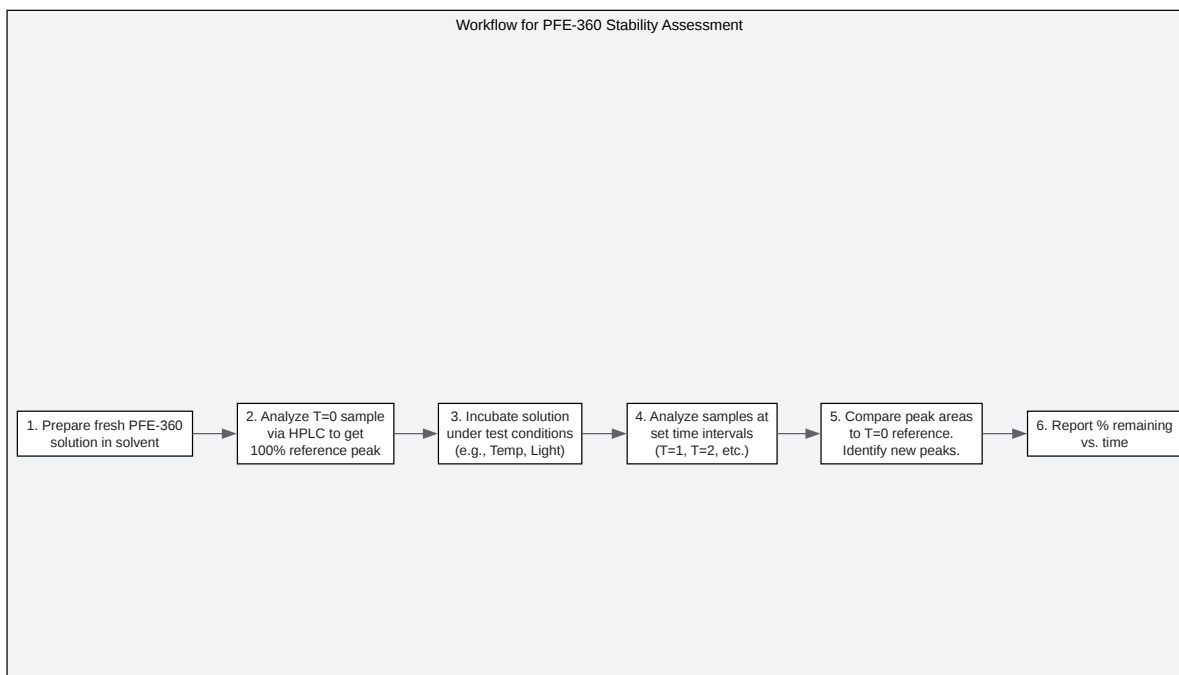 Workflow for PFE-360 Stability Assessment
1. Prepare fresh PFE-360
solution in solvent
2. Analyze T=0 sample
via HPLC to get
100% reference peak
3. Incubate solution
under test conditions
(e.g., Temp, Light)
4. Analyze samples at
set time intervals
(T=1, T=2, etc.)
5. Compare peak areas
to T=0 reference.
Identify new peaks.
6. Report % remaining
vs. time